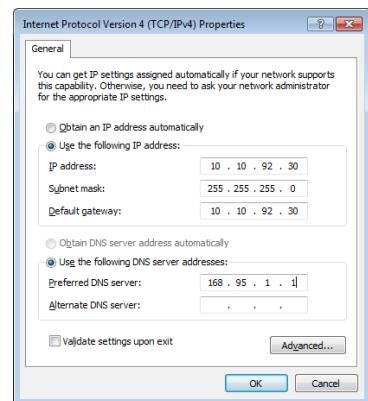 Internet Protocol Version 4 (TCP/IPv4) Properties
General
You can get IP settings assigned automatically if your network supports
this capability. Otherwise, you need to ask your network administrator
for the appropriate IP settings.
Obtain an IP address automatically
Use the following IP address:
IP address: 10 . 10 . 92 . 30
Subnet mask: 255 . 255 . 255 . 0
Default gateway: 10 . 10 . 92 . 30
Obtain DNS server address automatically
Use the following DNS server addresses:
Preferred DNS server: 168 . 95 . 1 . 1
Alternate DNS server: . . .
Validate settings upon exit
Advanced...
OK Cancel